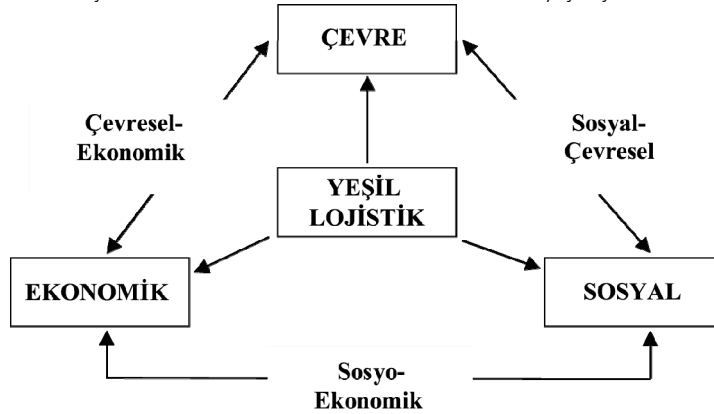 ÇEVRE
Çevresel-
Ekonomik
Sosyal-
Çevresel
YEŞİL
LOJİSTİK
EKONOMİK
SOSYAL
Sosyo-
Ekonomik